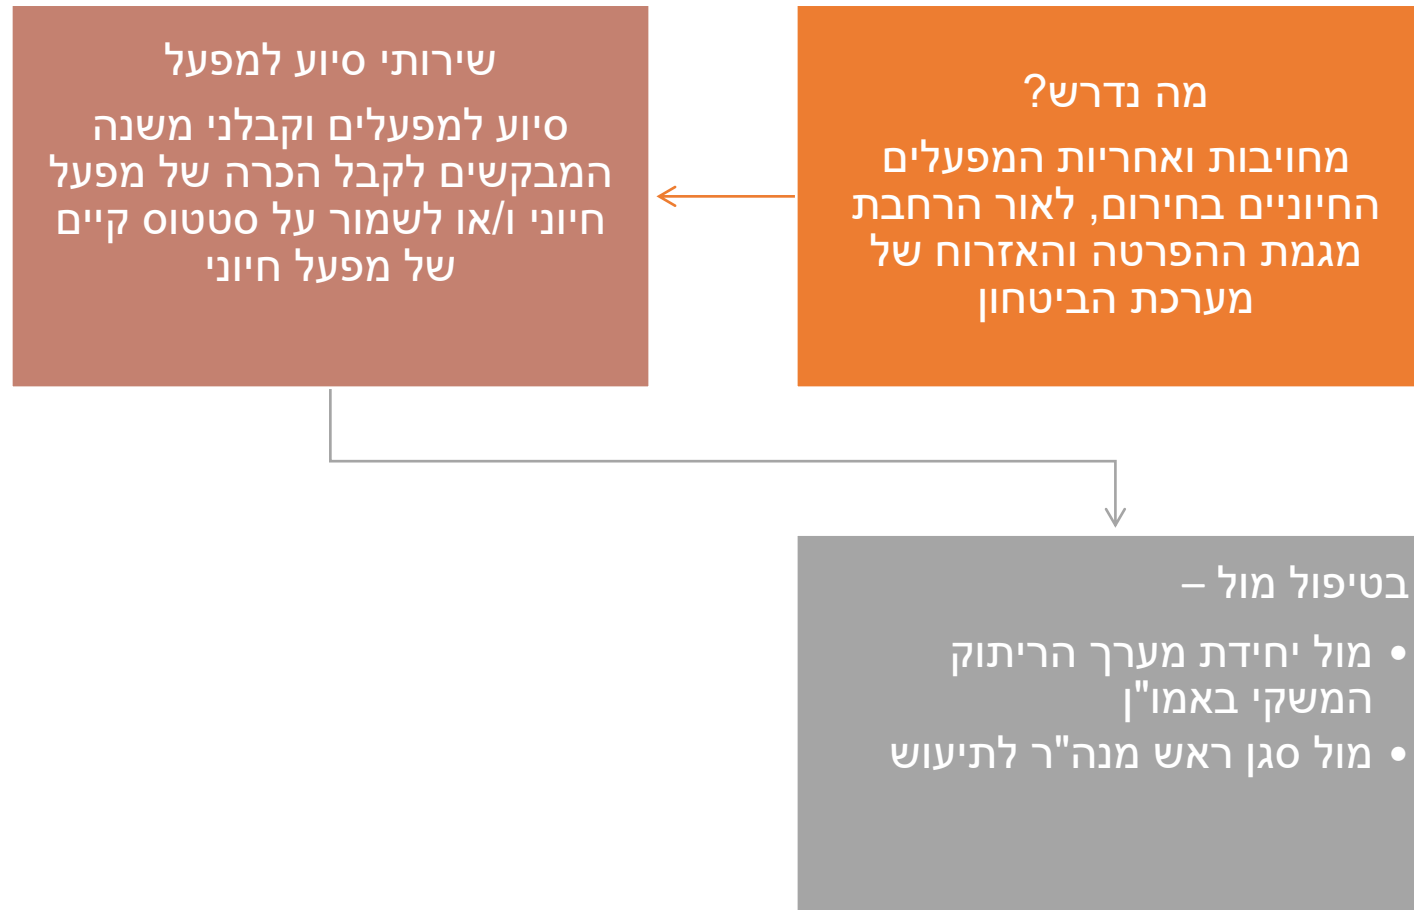 מה נדרש?
מחויבות ואחריות המפעלים
החיוניים בחירום, לאור הרחבת
מגמת ההפרטה והאזרוח של
מערכת הביטחון
שירותי סיוע למפעל
סיוע למפעלים וקבלני משנה
המבקשים לקבל הכרה של מפעל
חיוני ו/או לשמור על סטטוס קיים
של מפעל חיוני
בטיפול מול –
• מול יחידת מערך הריתוק
המשקי באמו"ן
• מול סגן ראש מנה"ר לתיעוש